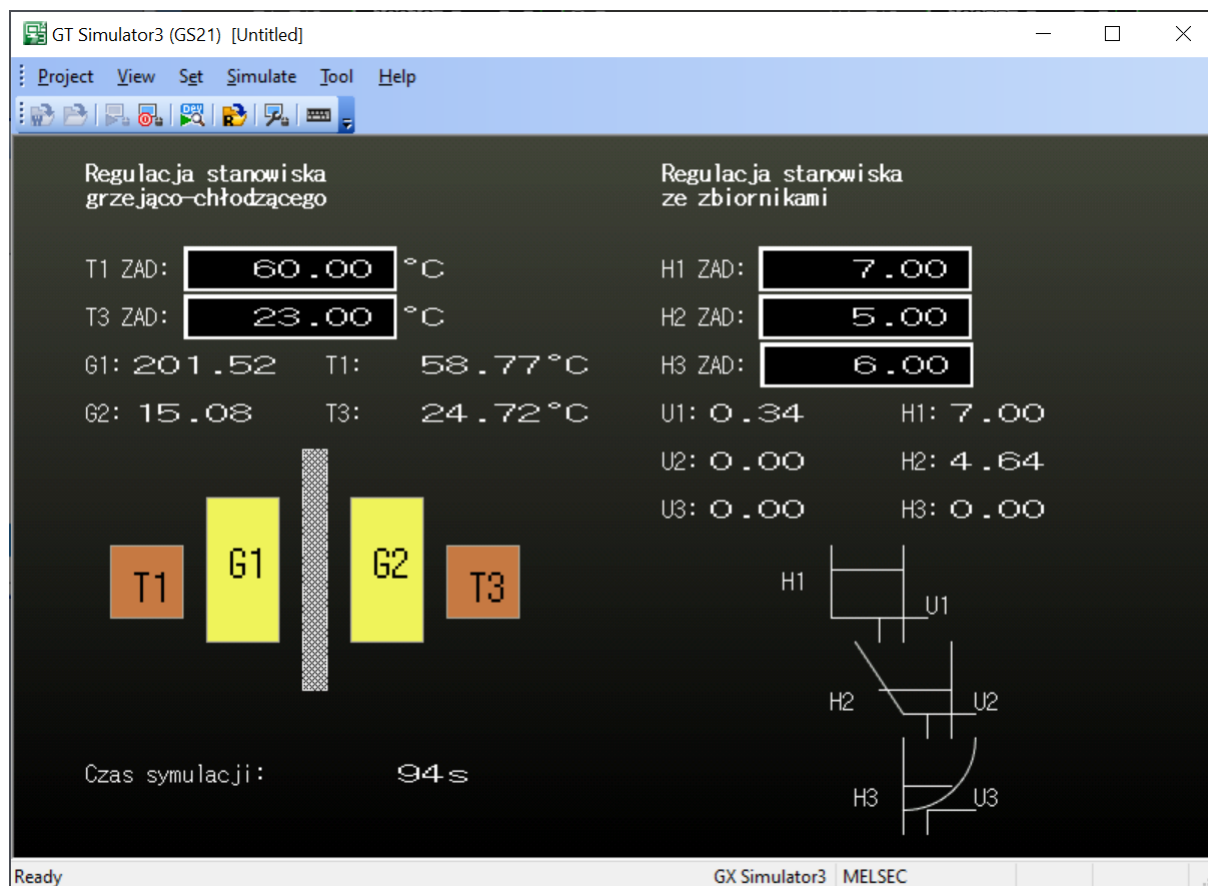 GT Simulator3 (GS21) [Untitled]
Project View Set Simulate Tool Help
Regulacja stanowiska
grzejąco-chłodzącego
T1 ZAD: 60.00 °C
T3 ZAD: 23.00 °C
G1: 201.52 T1: 58.77°C
G2: 15.08 T3: 24.72°C
T1
G1
G2
T3
Czas symulacji: 94s
Regulacja stanowiska
ze zbiornikami
H1 ZAD: 7.00
H2 ZAD: 5.00
H3 ZAD: 6.00
U1: 0.34 H1: 7.00
U2: 0.00 H2: 4.64
U3: 0.00 H3: 0.00
H1
U1
H2
U2
H3
U3
Ready GX Simulator3 MELSEC